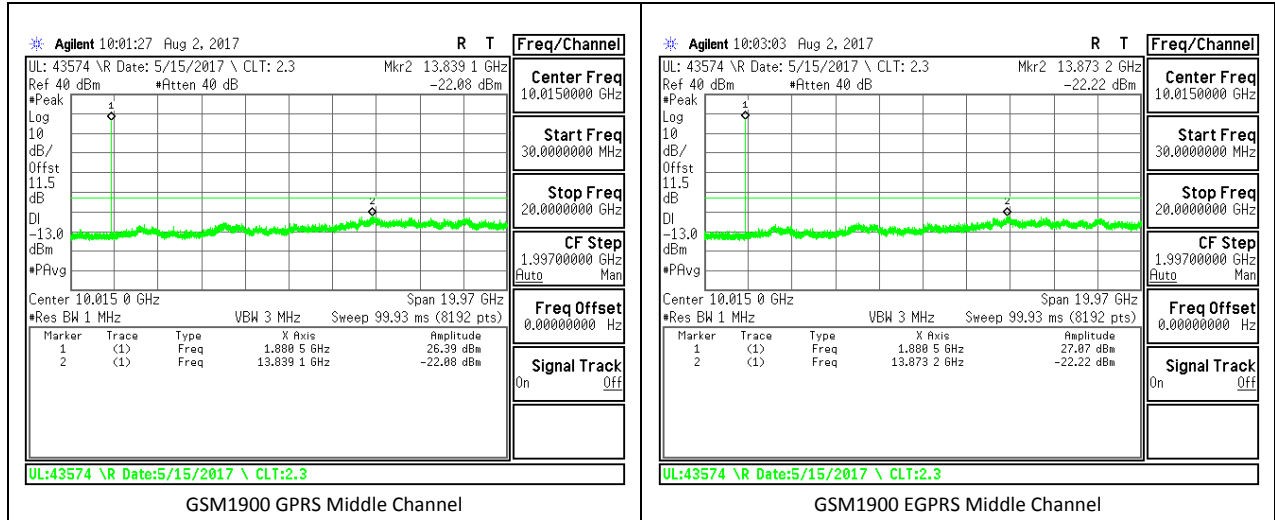 Agilent 10:01:27 Aug 2, 2017 R T
UL: 43574 \R Date: 5/15/2017 \ CLT: 2.3 Mkr2 13.839 1 GHz
Ref 40 dBm #Atten 40 dB -22.08 dBm
#Peak
Log
10
dB/
Offst
11.5
dB
DI
-13.0
dBm
#PAvg
1
2
Center 10.015 0 GHz Span 19.97 GHz
#Res BW 1 MHz VBW 3 MHz Sweep 99.93 ms (8192 pts)
Marker Trace Type X Axis Amplitude
1 (1) Freq 1.880 5 GHz 26.39 dBm
2 (1) Freq 13.839 1 GHz -22.08 dBm
UL:43574 \R Date:5/15/2017 \ CLT:2.3
Freq/Channel
Center Freq
10.0150000 GHz
Start Freq
30.0000000 MHz
Stop Freq
20.0000000 GHz
CF Step
1.99700000 GHz
Auto Man
Freq Offset
0.00000000 Hz
Signal Track
On Off
GSM1900 GPRS Middle Channel
Agilent 10:03:03 Aug 2, 2017 R T
UL: 43574 \R Date: 5/15/2017 \ CLT: 2.3 Mkr2 13.873 2 GHz
Ref 40 dBm #Atten 40 dB -22.22 dBm
#Peak
Log
10
dB/
Offst
11.5
dB
DI
-13.0
dBm
#PAvg
1
2
Center 10.015 0 GHz Span 19.97 GHz
#Res BW 1 MHz VBW 3 MHz Sweep 99.93 ms (8192 pts)
Marker Trace Type X Axis Amplitude
1 (1) Freq 1.880 5 GHz 27.07 dBm
2 (1) Freq 13.873 2 GHz -22.22 dBm
UL:43574 \R Date:5/15/2017 \ CLT:2.3
Freq/Channel
Center Freq
10.0150000 GHz
Start Freq
30.0000000 MHz
Stop Freq
20.0000000 GHz
CF Step
1.99700000 GHz
Auto Man
Freq Offset
0.00000000 Hz
Signal Track
On Off
GSM1900 EGPRS Middle Channel